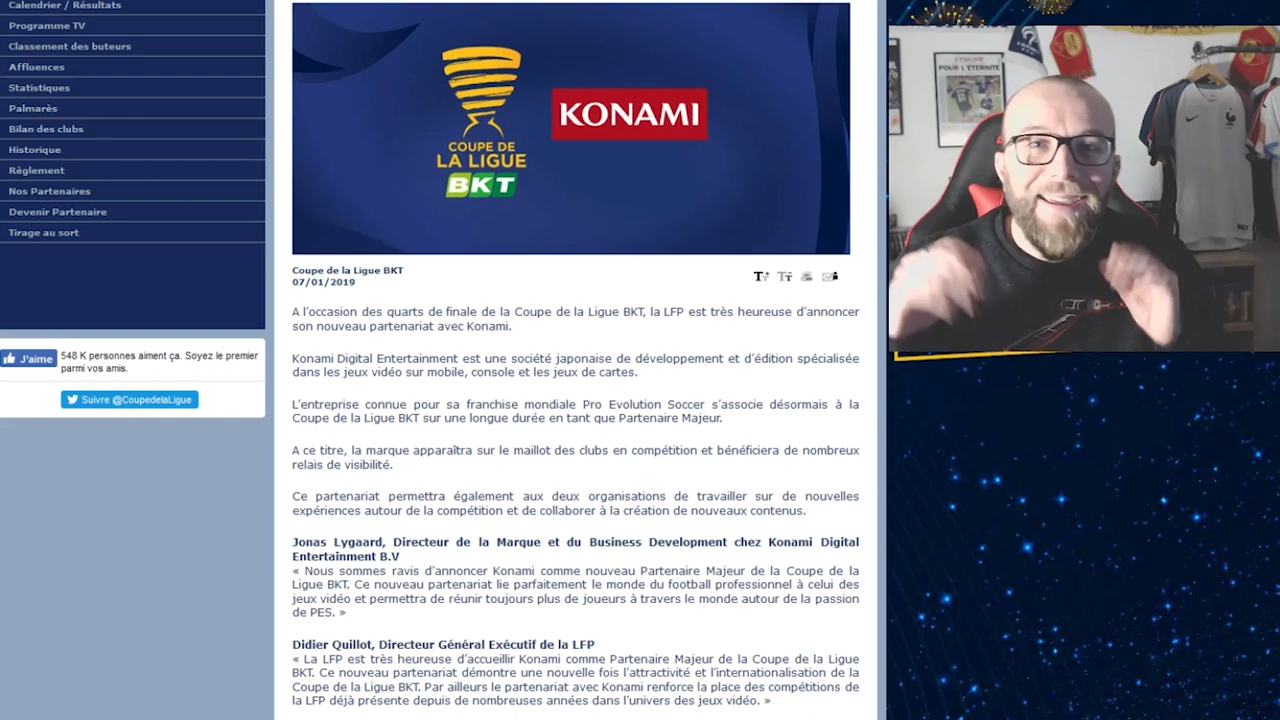 Calendrier / Résultats
Programme TV
Classement des buteurs
Affluences
Statistiques
Palmarès
Bilan des clubs
Historique
Règlement
Nos Partenaires
Devenir Partenaire
Tirage au sort
J'aime
548 K personnes aiment ça. Soyez le premier
parmi vos amis.
Suivre @CoupedelaLigue
COUPE DE
LA LIGUE
BKT
KONAMI
Coupe de la Ligue BKT
07/01/2019
A l’occasion des quarts de finale de la Coupe de la Ligue BKT, la LFP est très heureuse d’annoncer
son nouveau partenariat avec Konami.
Konami Digital Entertainment est une société japonaise de développement et d’édition spécialisée
dans les jeux vidéo sur mobile, console et les jeux de cartes.
L’entreprise connue pour sa franchise mondiale Pro Evolution Soccer s’associe désormais à la
Coupe de la Ligue BKT sur une longue durée en tant que Partenaire Majeur.
A ce titre, la marque apparaîtra sur le maillot des clubs en compétition et bénéficiera de nombreux
relais de visibilité.
Ce partenariat permettra également aux deux organisations de travailler sur de nouvelles
expériences autour de la compétition et de collaborer à la création de nouveaux contenus.
Jonas Lygaard, Directeur de la Marque et du Business Development chez Konami Digital
Entertainment B.V
« Nous sommes ravis d’annoncer Konami comme nouveau Partenaire Majeur de la Coupe de la
Ligue BKT. Ce nouveau partenariat lie parfaitement le monde du football professionnel à celui des
jeux vidéo et permettra de réunir toujours plus de joueurs à travers le monde autour de la passion
de PES. »
Didier Quillot, Directeur Général Exécutif de la LFP
« La LFP est très heureuse d’accueillir Konami comme Partenaire Majeur de la Coupe de la Ligue
BKT. Ce nouveau partenariat démontre une nouvelle fois l’attractivité et l’internationalisation de la
Coupe de la Ligue BKT. Par ailleurs le partenariat avec Konami renforce la place des compétitions de
la LFP déjà présente depuis de nombreuses années dans l’univers des jeux vidéo. »
POUR L'ETERNITE